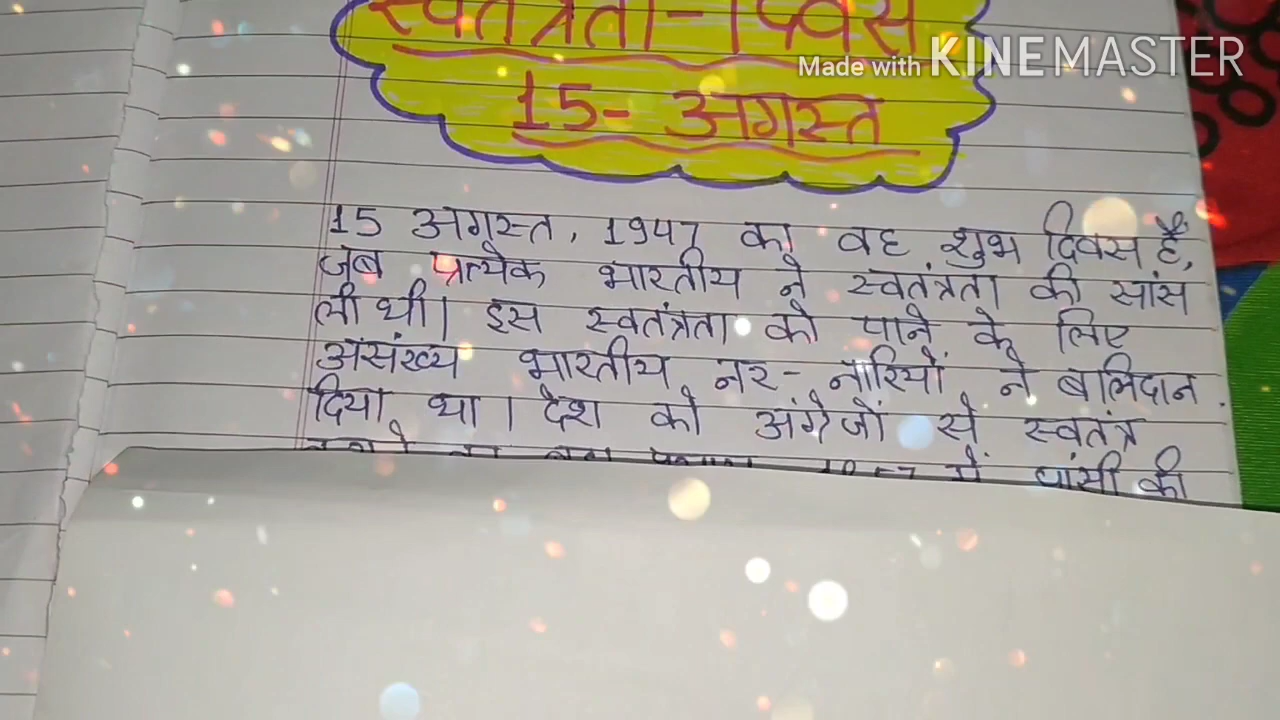 स्वतंत्रता-दिवस
Made with KINEMASTER
15- अगस्त
15 अगस्त, 1947 का वह शुभ दिवस है,
जब प्रत्येक भारतीय ने स्वतंत्रता की सांस
ली थी। इस स्वतंत्रता को पाने के लिए
असंख्य भारतीय नर-नारियों ने बलिदान
दिया था। देश को अंग्रेजों से स्वतंत्र
में की